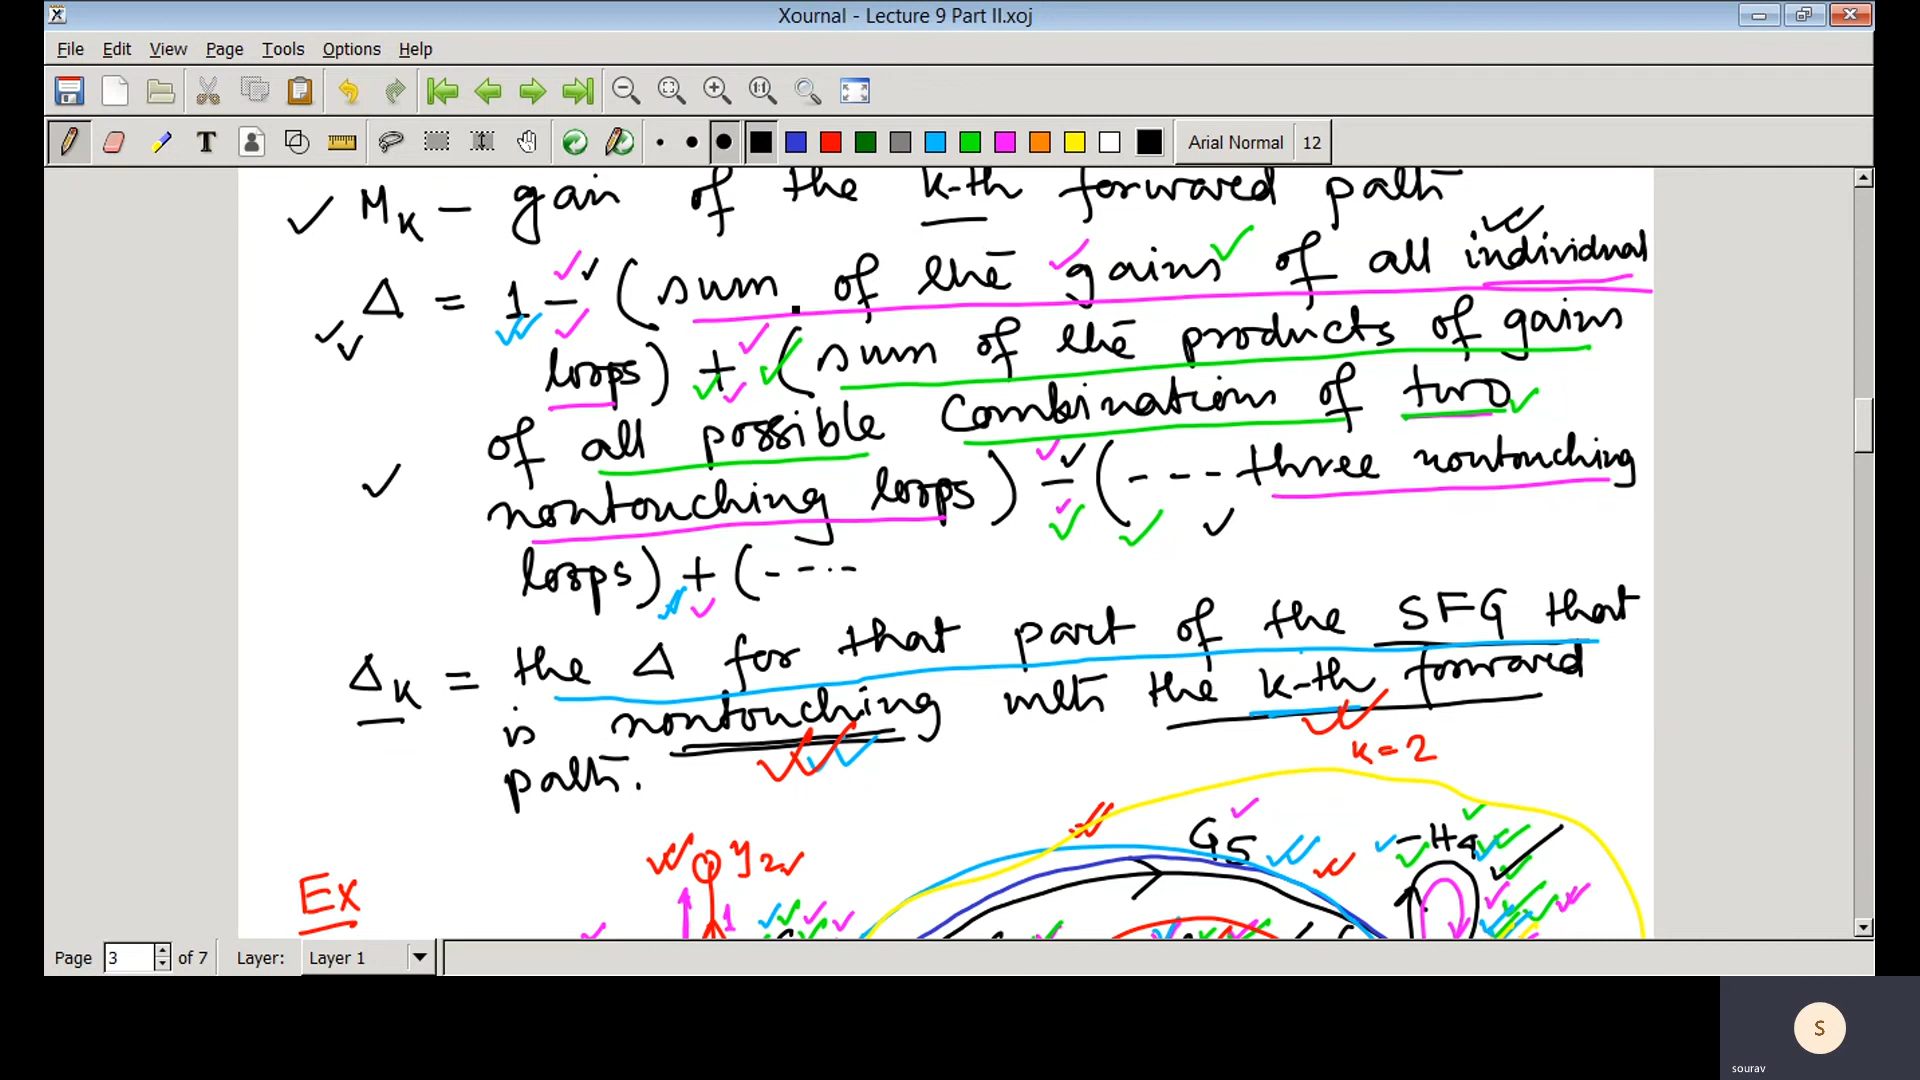 Xournal - Lecture 9 Part II.xoj
File Edit View Page Tools Options Help
Arial Normal 12
M_K - gain of the k-th forward path
Δ = 1 - (sum of the gains of all individual
loops) + (sum of the products of gains
of all possible combinations of two
nontouching loops) - (--- three nontouching
loops) + (- - - -
Δ_K = the Δ for that part of the SFG that
is nontouching with the k-th forward
path.
K = 2
G5
-H4
y2
1
Ex
Page 3 of 7 Layer: Layer 1
S
sourav